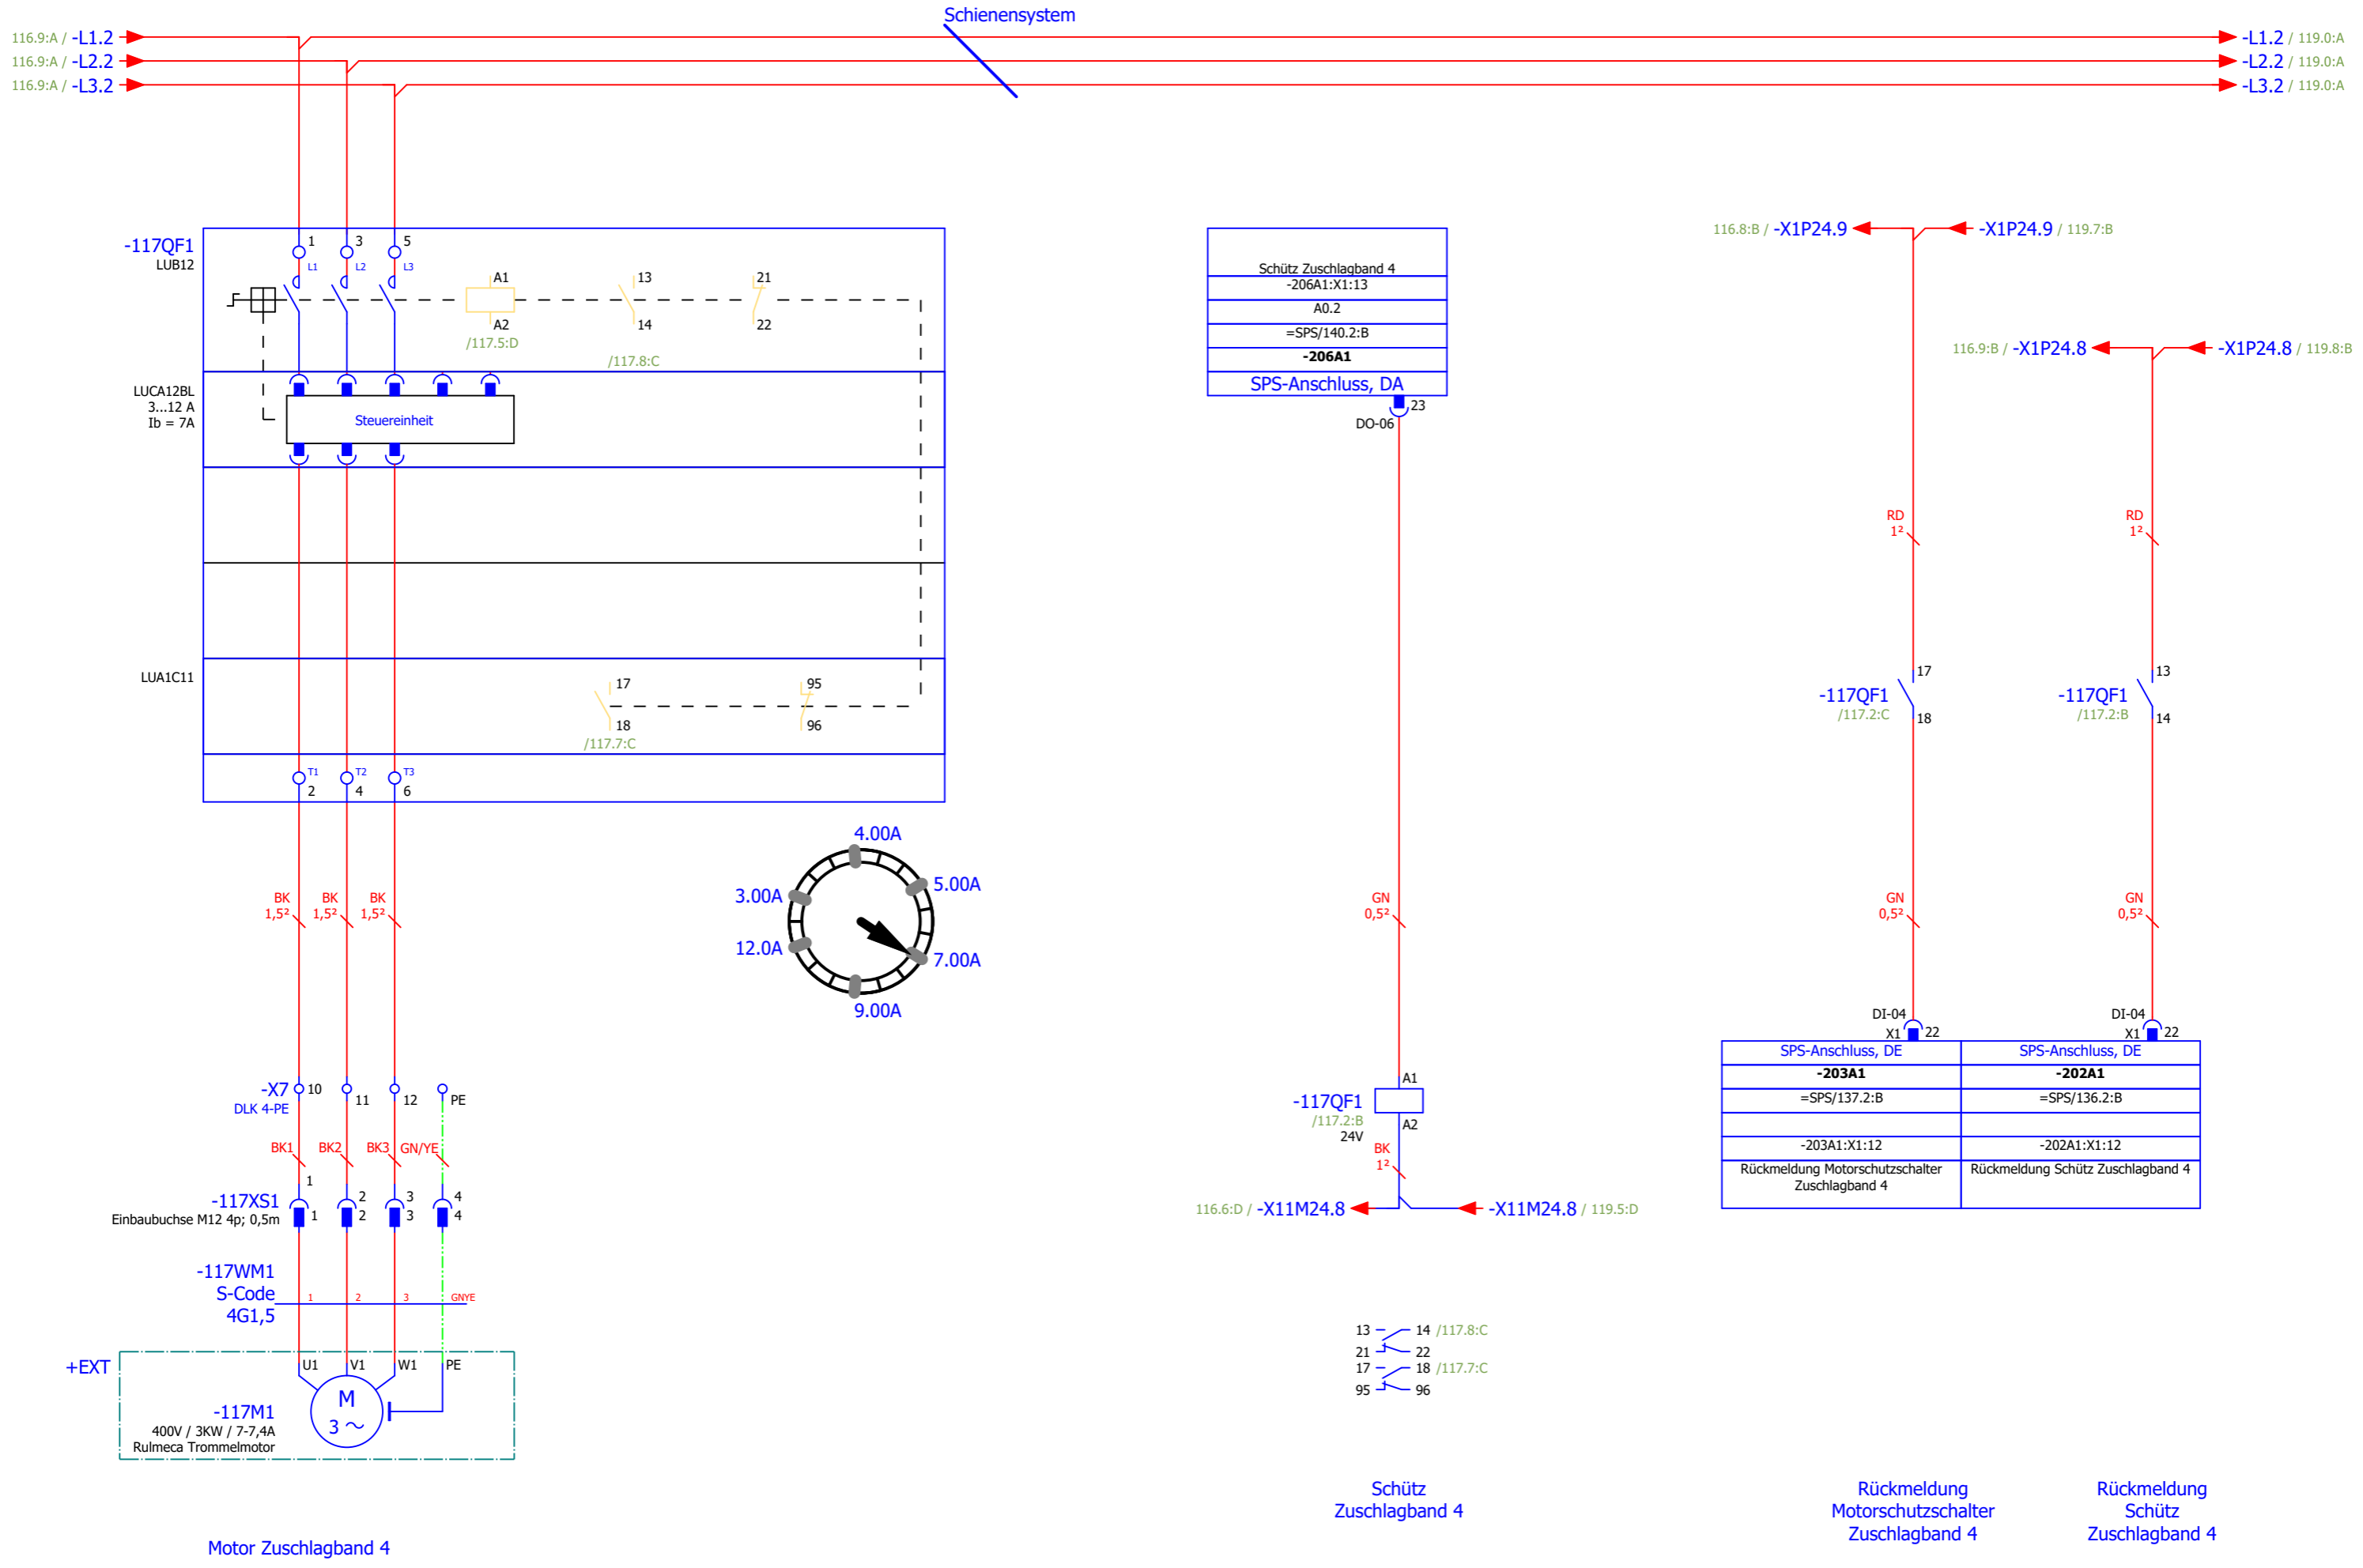 Schienensystem
116.9:A / -L1.2
-L1.2 / 119.0:A
116.9:A / -L2.2
-L2.2 / 119.0:A
116.9:A / -L3.2
-L3.2 / 119.0:A
-117QF1
LUB12
1
3
5
L1
L2
L3
A1
A2
/117.5:D
13
14
/117.8:C
21
22
LUCA12BL
3...12 A
Ib = 7A
Steuereinheit
LUA1C11
17
18
/117.7:C
95
96
T1
T2
T3
2
4
6
4.00A
5.00A
3.00A
12.0A
7.00A
9.00A
BK
1,5²
BK
1,5²
BK
1,5²
-X7
DLK 4-PE
10
11
12
PE
BK1
BK2
BK3
GN/YE
-117XS1
Einbaubuchse M12 4p; 0,5m
1
2
3
4
1
2
3
4
-117WM1
S-Code
4G1,5
1
2
3
GNYE
+EXT
U1
V1
W1
PE
-117M1
400V / 3KW / 7-7,4A
Rulmeca Trommelmotor
M
3 ~
Motor Zuschlagband 4
Schütz Zuschlagband 4
-206A1:X1:13
A0.2
=SPS/140.2:B
-206A1
SPS-Anschluss, DA
23
DO-06
GN
0,5²
A1
-117QF1
/117.2:B
24V
A2
BK
1²
116.6:D / -X11M24.8
-X11M24.8 / 119.5:D
13 14 /117.8:C
21 22
17 18 /117.7:C
95 96
Schütz
Zuschlagband 4
116.8:B / -X1P24.9
-X1P24.9 / 119.7:B
116.9:B / -X1P24.8
-X1P24.8 / 119.8:B
RD
1²
RD
1²
17
-117QF1
/117.2:C
18
13
-117QF1
/117.2:B
14
GN
0,5²
GN
0,5²
DI-04
X1
22
DI-04
X1
22
SPS-Anschluss, DE
SPS-Anschluss, DE
-203A1
-202A1
=SPS/137.2:B
=SPS/136.2:B
-203A1:X1:12
-202A1:X1:12
Rückmeldung Motorschutzschalter
Zuschlagband 4
Rückmeldung Schütz Zuschlagband 4
Rückmeldung
Motorschutzschalter
Zuschlagband 4
Rückmeldung
Schütz
Zuschlagband 4